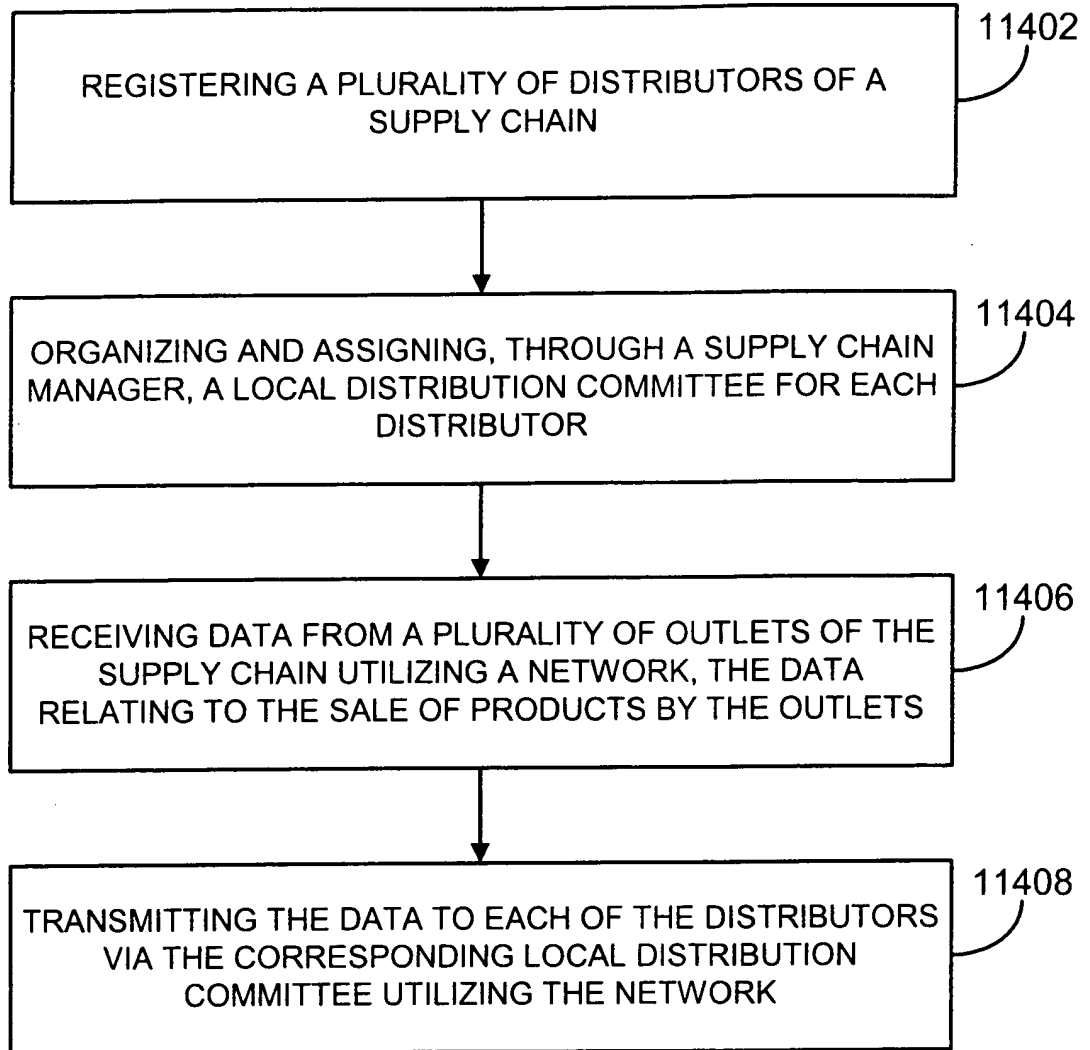 11402
REGISTERING A PLURALITY OF DISTRIBUTORS OF A
SUPPLY CHAIN
11404
ORGANIZING AND ASSIGNING, THROUGH A SUPPLY CHAIN
MANAGER, A LOCAL DISTRIBUTION COMMITTEE FOR EACH
DISTRIBUTOR
11406
RECEIVING DATA FROM A PLURALITY OF OUTLETS OF THE
SUPPLY CHAIN UTILIZING A NETWORK, THE DATA
RELATING TO THE SALE OF PRODUCTS BY THE OUTLETS
11408
TRANSMITTING THE DATA TO EACH OF THE DISTRIBUTORS
VIA THE CORRESPONDING LOCAL DISTRIBUTION
COMMITTEE UTILIZING THE NETWORK